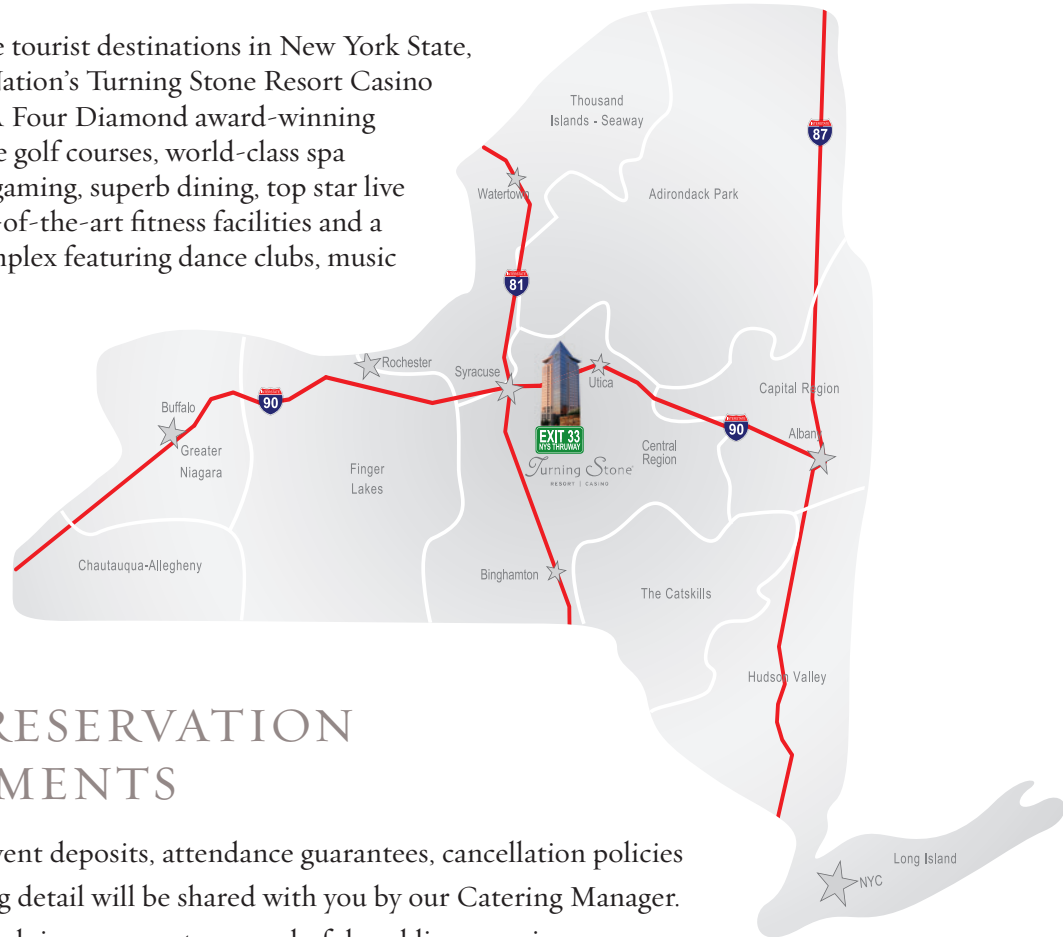 e tourist destinations in New York State,
Nation's Turning Stone Resort Casino
Four Diamond award-winning
e golf courses, world-class spa
gaming, superb dining, top star live
-of-the-art fitness facilities and a
mplex featuring dance clubs, music
Thousand
Islands - Seaway
INTERSTATE
87
Watertown
Adirondack Park
INTERSTATE
81
Rochester
Syracuse
Utica
Capital Region
INTERSTATE
90
Buffalo
Greater
Niagara
Finger
Lakes
EXIT 33
NYS THRUWAY
Turning Stone
RESORT | CASINO
Central
Region
INTERSTATE
90
Albany
Chautauqua-Allegheny
Binghamton
The Catskills
Hudson Valley
RESERVATION
MENTS
vent deposits, attendance guarantees, cancellation policies
g detail will be shared with you by our Catering Manager.
Long Island
NYC